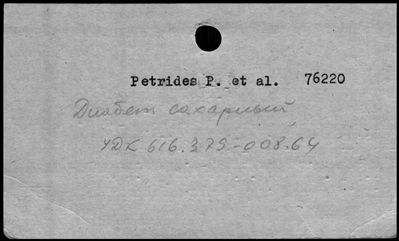 Petrides P. et al. 76220
Диабет сахарный
УДК 616.379-008.64